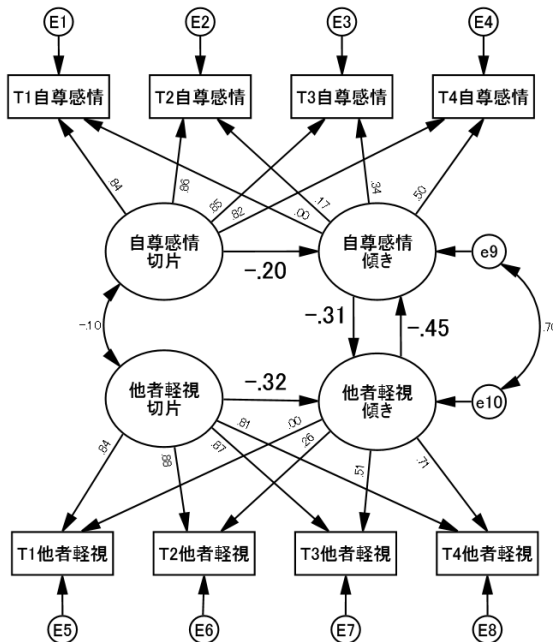 E1
E2
E3
E4
T1自尊感情
T2自尊感情
T3自尊感情
T4自尊感情
.84
.86
.85
.82
.00
.17
.34
.50
自尊感情
切片
自尊感情
傾き
e9
-.20
-.31
-.45
-.10
.70
他者軽視
切片
他者軽視
傾き
e10
-.32
.84
.88
.87
.81
.00
.26
.51
.71
T1他者軽視
T2他者軽視
T3他者軽視
T4他者軽視
E5
E6
E7
E8